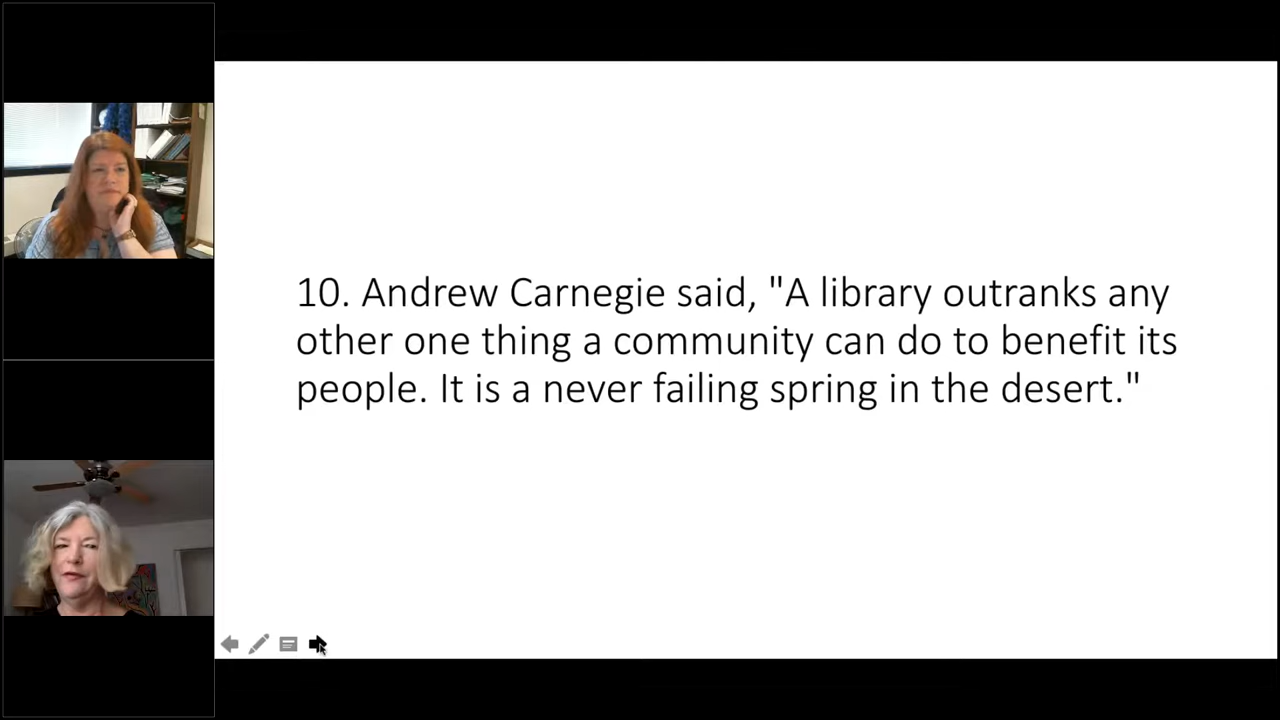 10. Andrew Carnegie said, "A library outranks any
other one thing a community can do to benefit its
people. It is a never failing spring in the desert."